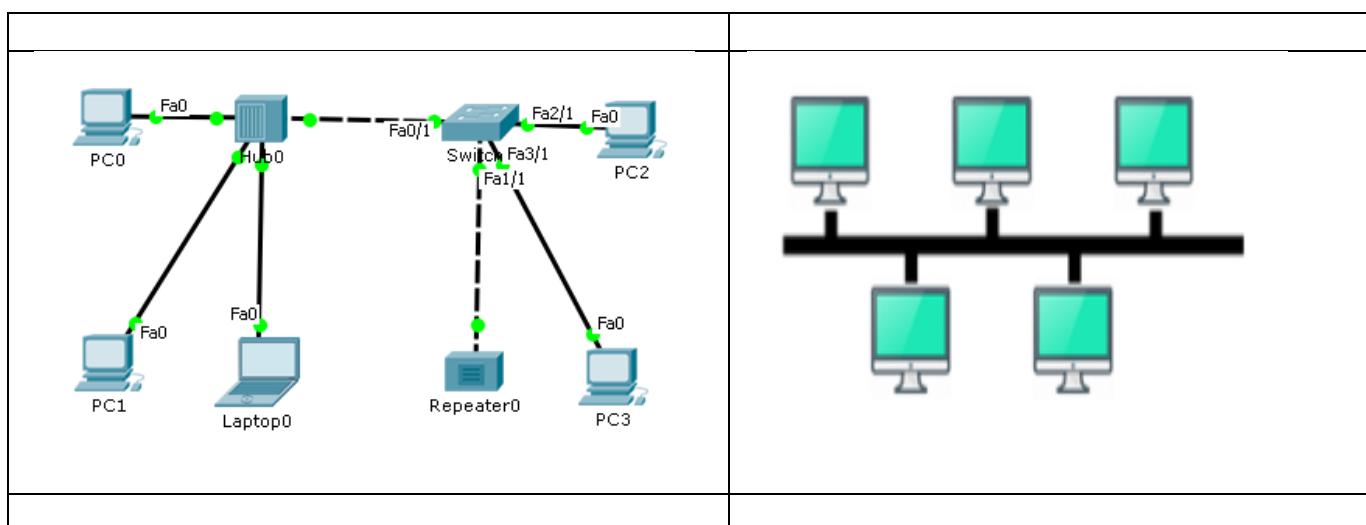 Fa0
PC0
Hub0
Fa0/1
Switch
Fa2/1
Fa0
PC2
Fa3/1
Fa1/1
Fa0
PC1
Fa0
Laptop0
Repeater0
Fa0
PC3